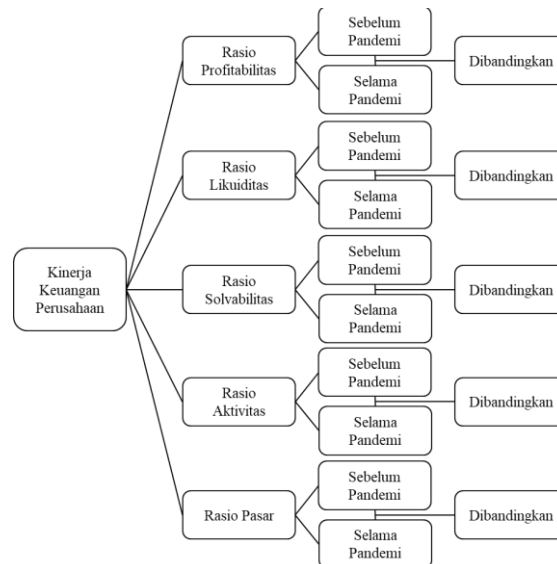 Kinerja
Keuangan
Perusahaan
Rasio
Profitabilitas
Sebelum
Pandemi
Selama
Pandemi
Dibandingkan
Rasio
Likuiditas
Sebelum
Pandemi
Selama
Pandemi
Dibandingkan
Rasio
Solvabilitas
Sebelum
Pandemi
Selama
Pandemi
Dibandingkan
Rasio
Aktivitas
Sebelum
Pandemi
Selama
Pandemi
Dibandingkan
Rasio Pasar
Sebelum
Pandemi
Selama
Pandemi
Dibandingkan